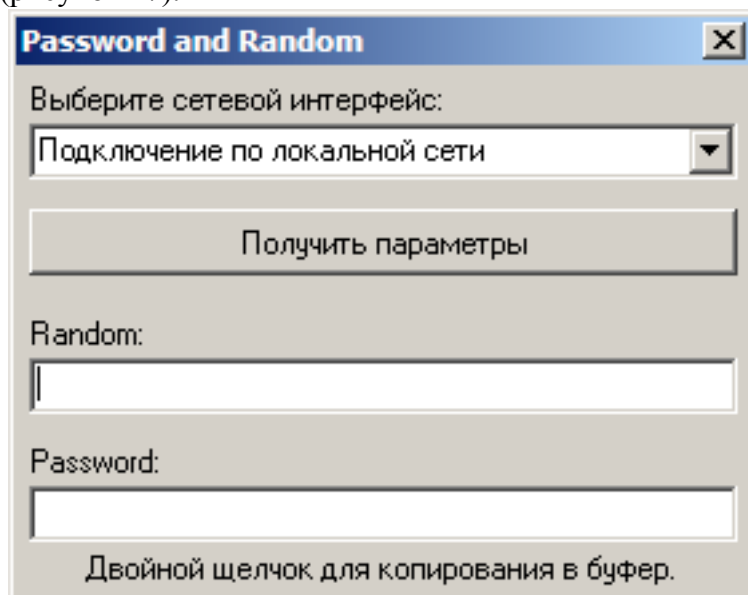 Password and Random
Выберите сетевой интерфейс:
Подключение по локальной сети
Получить параметры
Random:
Password:
Двойной щелчок для копирования в буфер.